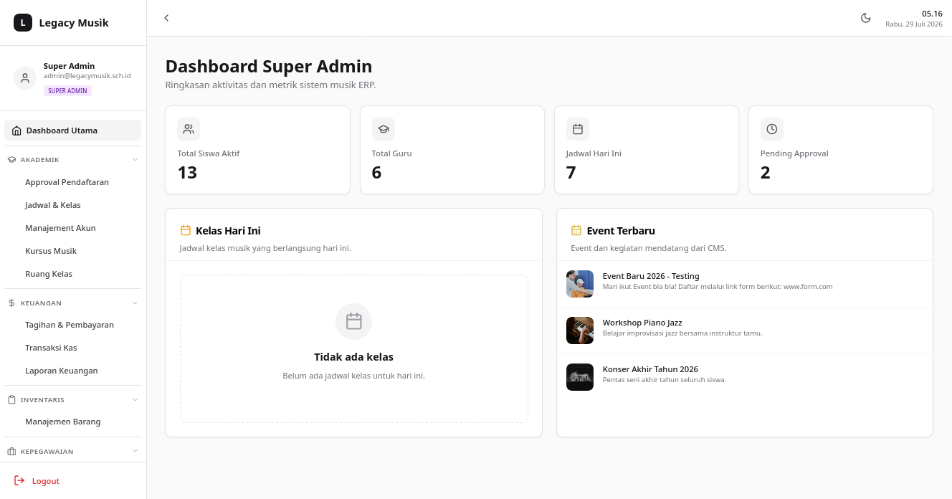 L Legacy Musik
Super Admin
admin@legacymusik.sch.id
SUPER ADMIN
Dashboard Utama
AKADEMIK
Approval Pendaftaran
Jadwal & Kelas
Manajement Akun
Kursus Musik
Ruang Kelas
KEUANGAN
Tagihan & Pembayaran
Transaksi Kas
Laporan Keuangan
INVENTARIS
Manajemen Barang
KEPEGAWAIAN
Logout
05.16
Rabu, 29 Juli 2026
Dashboard Super Admin
Ringkasan aktivitas dan metrik sistem musik ERP.
Total Siswa Aktif
13
Total Guru
6
Jadwal Hari Ini
7
Pending Approval
2
Kelas Hari Ini
Jadwal kelas musik yang berlangsung hari ini.
Tidak ada kelas
Belum ada jadwal kelas untuk hari ini.
Event Terbaru
Event dan kegiatan mendatang dari CMS.
Event Baru 2026 - Testing
Mari ikut Event bla bla! Daftar melalui link form berikut: www.form.com
Workshop Piano Jazz
Belajar improvisasi jazz bersama instruktur tamu.
Konser Akhir Tahun 2026
Pentas seni akhir tahun seluruh siswa.